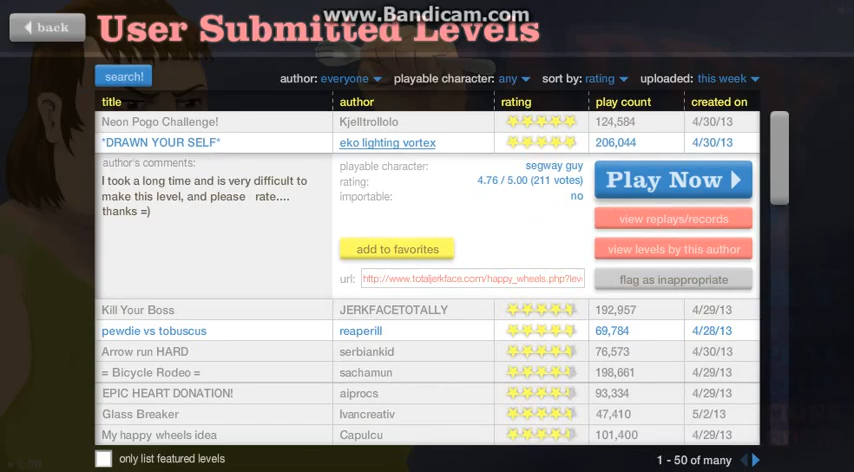 www.Bandicam.com
back
User Submitted Levels
search!
author: everyone playable character: any sort by: rating uploaded: this week
title author rating play count created on
Neon Pogo Challenge! Kjelltrollolo 124,584 4/30/13
*DRAWN YOUR SELF* eko lighting vortex 206,044 4/30/13
author's comments:
I took a long time and is very difficult to
make this level, and please rate....
thanks =)
playable character: segway guy
rating: 4.76 / 5.00 (211 votes)
importable: no
add to favorites
url: http://www.totaljerkface.com/happy_wheels.php?leve
Play Now
view replays/records
view levels by this author
flag as inappropriate
Kill Your Boss JERKFACETOTALLY 192,957 4/29/13
pewdie vs tobuscus reaperill 69,784 4/28/13
Arrow run HARD serbiankid 76,573 4/30/13
= Bicycle Rodeo = sachamun 198,661 4/29/13
EPIC HEART DONATION! aiprocs 93,334 4/29/13
Glass Breaker Ivancreativ 47,410 5/2/13
My happy wheels idea Capulcu 101,400 4/29/13
only list featured levels
1 - 50 of many